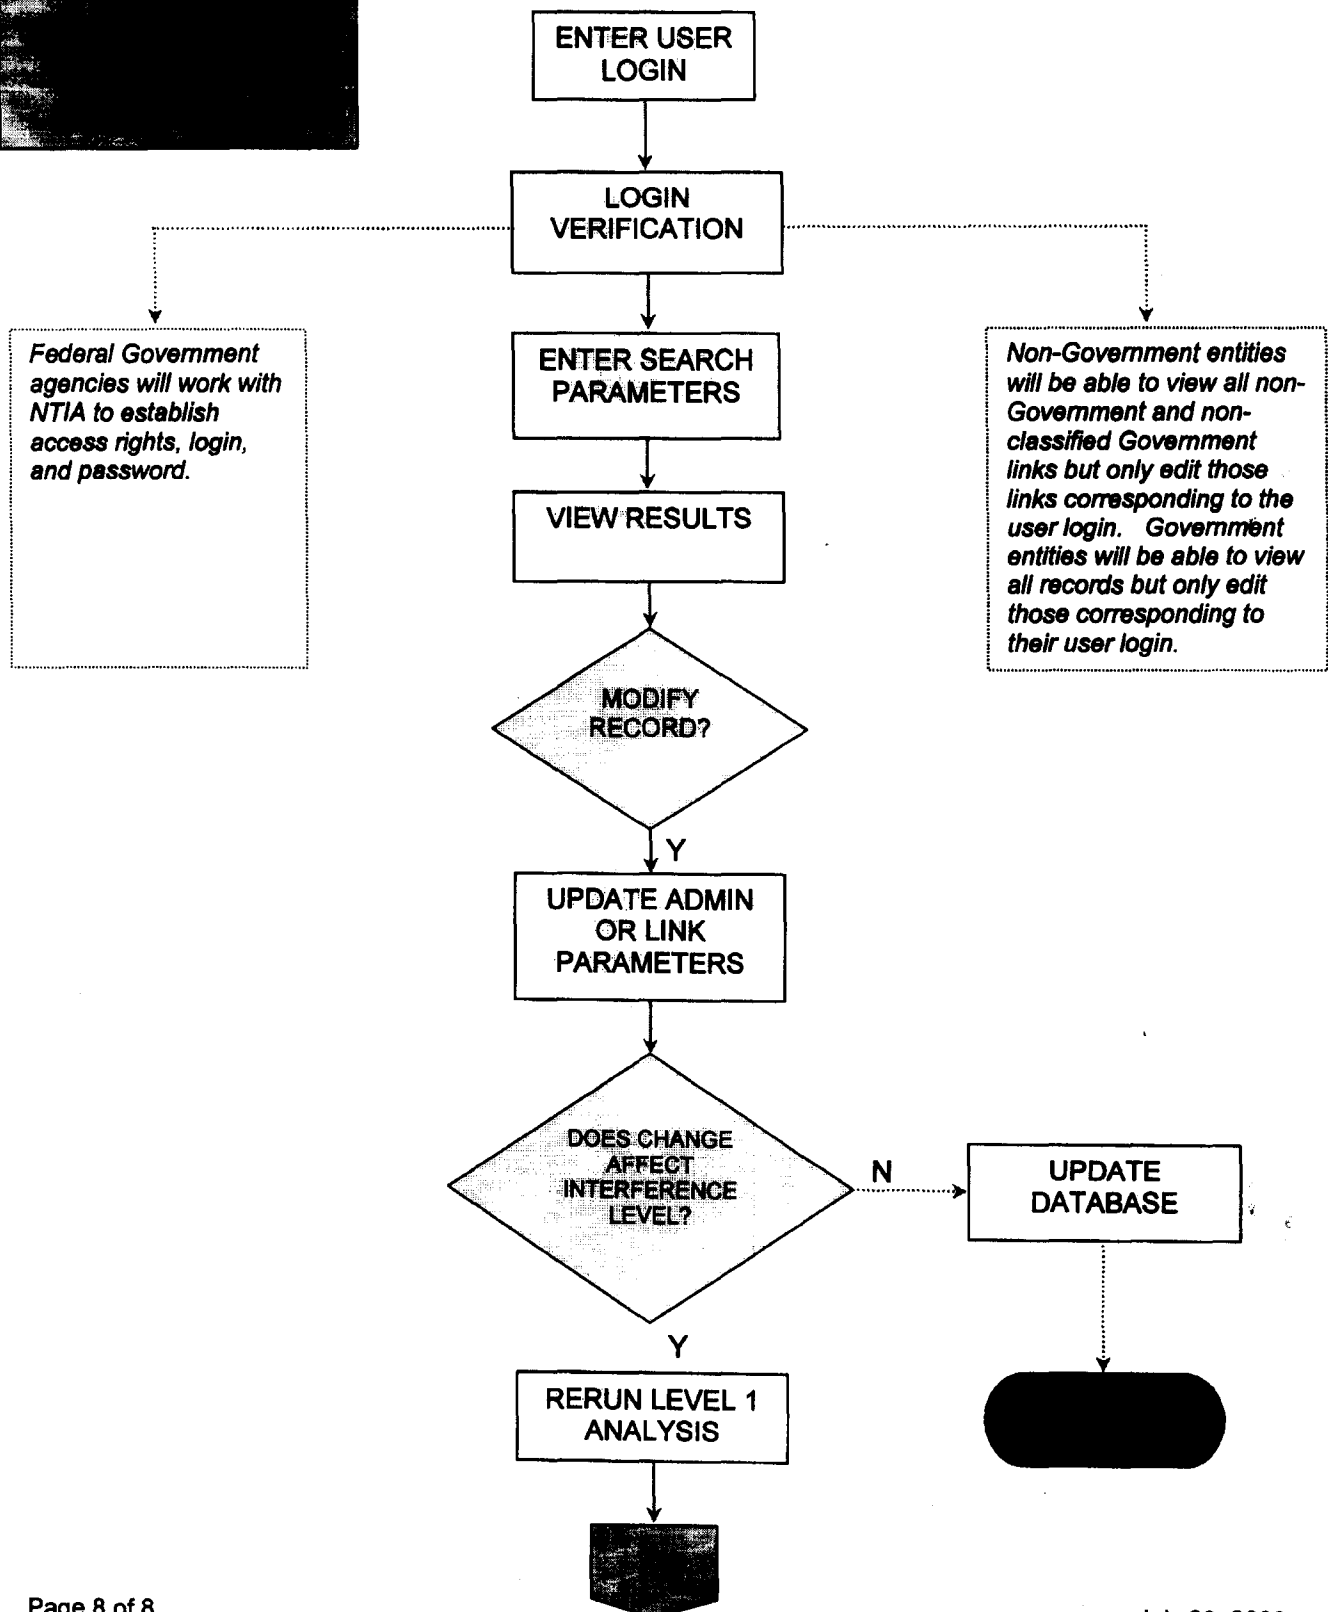 ENTER USER
LOGIN
LOGIN
VERIFICATION
Federal Government
agencies will work with
NTIA to establish
access rights, login,
and password.
ENTER SEARCH
PARAMETERS
Non-Government entities
will be able to view all non-
Government and non-
classified Government
links but only edit those
links corresponding to the
user login. Government
entities will be able to view
all records but only edit
those corresponding to
their user login.
VIEW RESULTS
MODIFY
RECORD?
Y
UPDATE ADMIN
OR LINK
PARAMETERS
DOES CHANGE
AFFECT
INTERFERENCE
LEVEL?
N
UPDATE
DATABASE
Y
RERUN LEVEL 1
ANALYSIS
Page 8 of 8